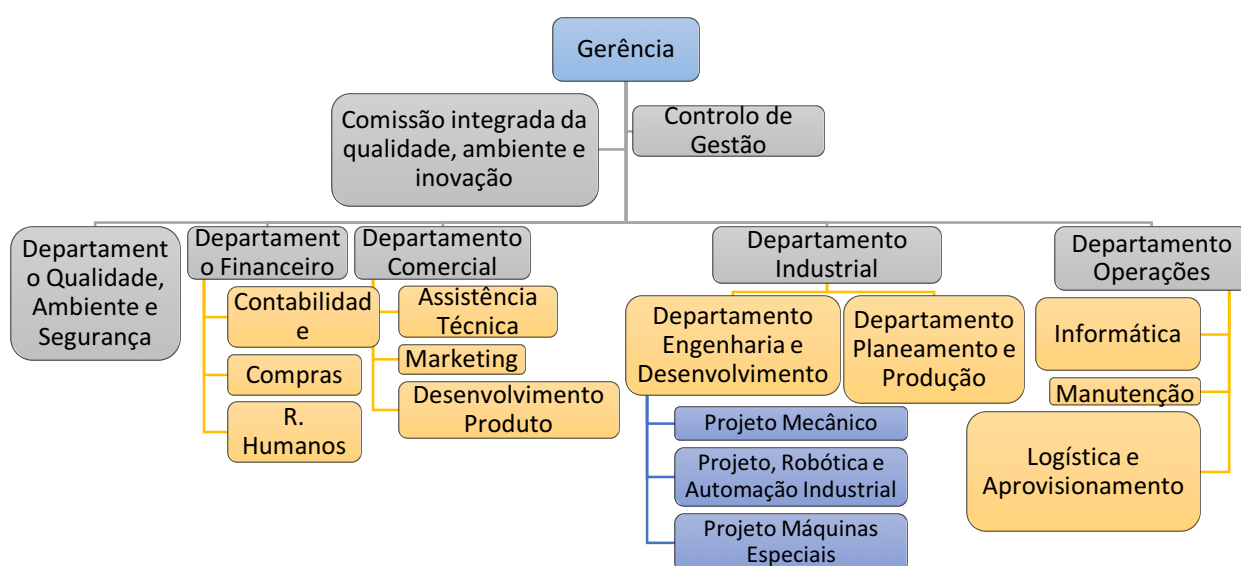 Gerência
Comissão integrada da
qualidade, ambiente e
inovação
Controlo de
Gestão
Departament
o Qualidade,
Ambiente e
Segurança
Departament
o Financeiro
Contabilidad
e
Compras
R.
Humanos
Departamento
Comercial
Assistência
Técnica
Marketing
Desenvolvimento
Produto
Departamento
Industrial
Departamento
Engenharia e
Desenvolvimento
Projeto Mecânico
Projeto, Robótica e
Automação Industrial
Projeto Máquinas
Especiais
Departamento
Planeamento e
Produção
Departamento
Operações
Informática
Manutenção
Logística e
Aprovisionamento